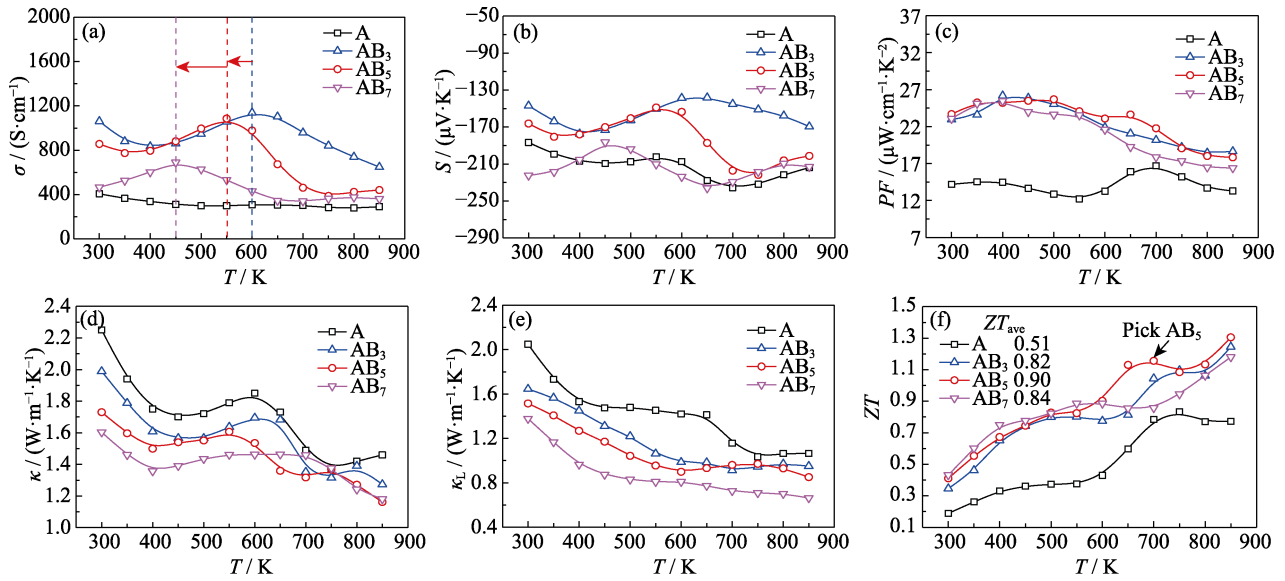 (a)
A
AB₃
AB₅
AB₇
2000
1600
1200
800
400
0
σ / (S·cm⁻¹)
300 400 500 600 700 800 900
T / K
(b)
A
AB₃
AB₅
AB₇
−50
−90
−130
−170
−210
−250
−290
S / (μV·K⁻¹)
300 400 500 600 700 800 900
T / K
(c)
A
AB₃
AB₅
AB₇
37
32
27
22
17
12
7
PF / (μW·cm⁻¹·K⁻²)
300 400 500 600 700 800 900
T / K
(d)
A
AB₃
AB₅
AB₇
2.4
2.2
2.0
1.8
1.6
1.4
1.2
1.0
κ / (W·m⁻¹·K⁻¹)
300 400 500 600 700 800 900
T / K
(e)
A
AB₃
AB₅
AB₇
2.4
2.0
1.6
1.2
0.8
0.4
κL / (W·m⁻¹·K⁻¹)
300 400 500 600 700 800 900
T / K
(f)
ZTave
A 0.51
AB₃ 0.82
AB₅ 0.90
AB₇ 0.84
Pick AB₅
1.5
1.3
1.1
0.9
0.7
0.5
0.3
0.1
ZT
300 400 500 600 700 800 900
T / K